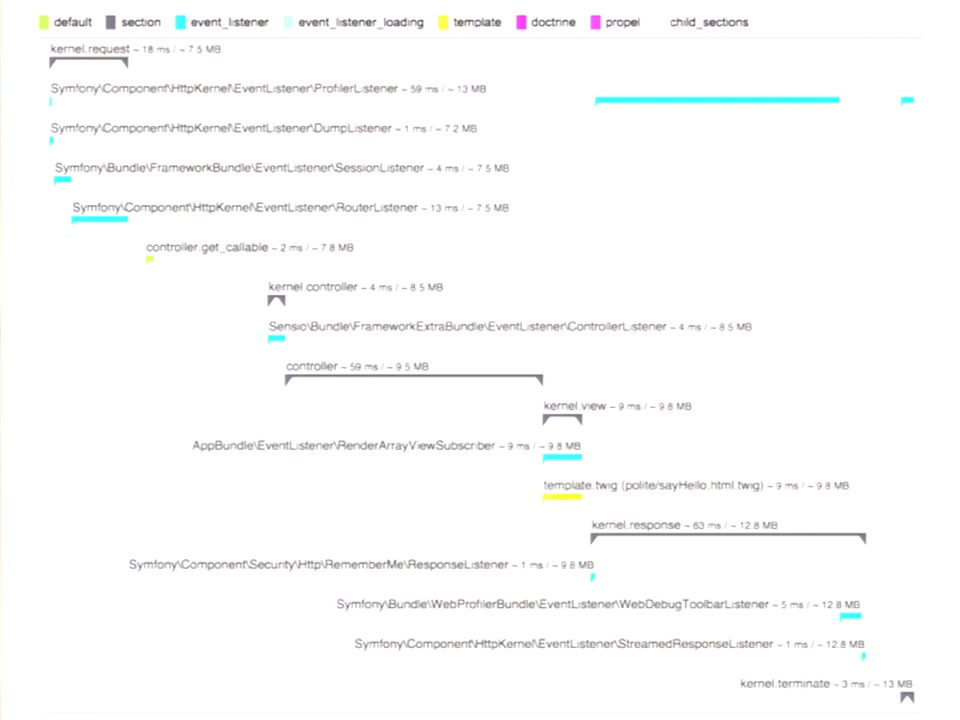 default section event_listener event_listener_loading template doctrine propel child_sections
kernel.request ~ 18 ms / ~ 7.5 MB
Symfony\Component\HttpKernel\EventListener\ProfilerListener ~ 59 ms / ~ 13 MB
Symfony\Component\HttpKernel\EventListener\DumpListener ~ 1 ms / ~ 7.2 MB
Symfony\Bundle\FrameworkBundle\EventListener\SessionListener ~ 4 ms / ~ 7.5 MB
Symfony\Component\HttpKernel\EventListener\RouterListener ~ 13 ms / ~ 7.5 MB
controller.get_callable ~ 2 ms / ~ 7.8 MB
kernel.controller ~ 4 ms / ~ 8.5 MB
Sensio\Bundle\FrameworkExtraBundle\EventListener\ControllerListener ~ 4 ms / ~ 8.5 MB
controller ~ 59 ms / ~ 9.5 MB
kernel.view ~ 9 ms / ~ 9.8 MB
AppBundle\EventListener\RenderArrayViewSubscriber ~ 9 ms / ~ 9.8 MB
template.twig (polite/sayHello.html.twig) ~ 9 ms / ~ 9.8 MB
kernel.response ~ 63 ms / ~ 12.8 MB
Symfony\Component\Security\Http\RememberMe\ResponseListener ~ 1 ms / ~ 9.8 MB
Symfony\Bundle\WebProfilerBundle\EventListener\WebDebugToolbarListener ~ 5 ms / ~ 12.8 MB
Symfony\Component\HttpKernel\EventListener\StreamedResponseListener ~ 1 ms / ~ 12.8 MB
kernel.terminate ~ 3 ms / ~ 13 MB